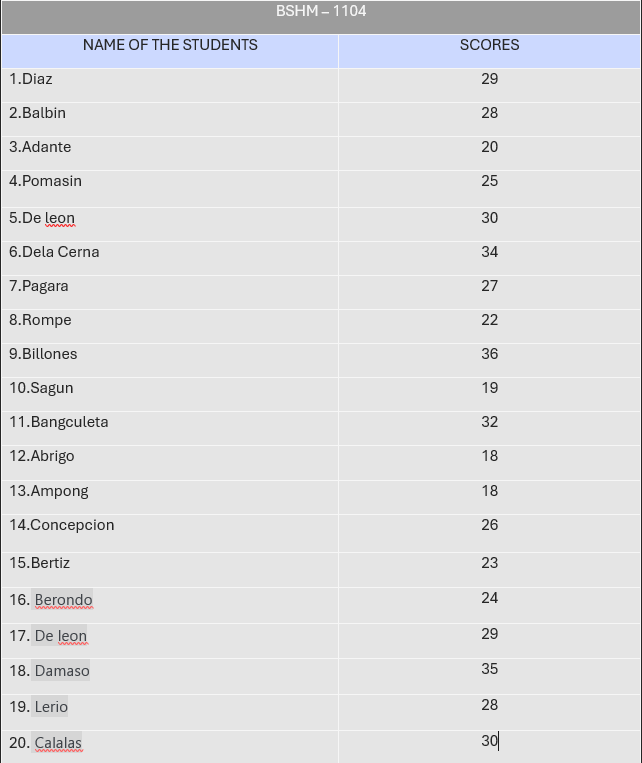 BSHM – 1104
NAME OF THE STUDENTS SCORES
1.Diaz 29
2.Balbin 28
3.Adante 20
4.Pomasin 25
5.De leon 30
6.Dela Cerna 34
7.Pagara 27
8.Rompe 22
9.Billones 36
10.Sagun 19
11.Bangculeta 32
12.Abrigo 18
13.Ampong 18
14.Concepcion 26
15.Bertiz 23
16. Berondo 24
17. De leon 29
18. Damaso 35
19. Lerio 28
20. Calalas 30